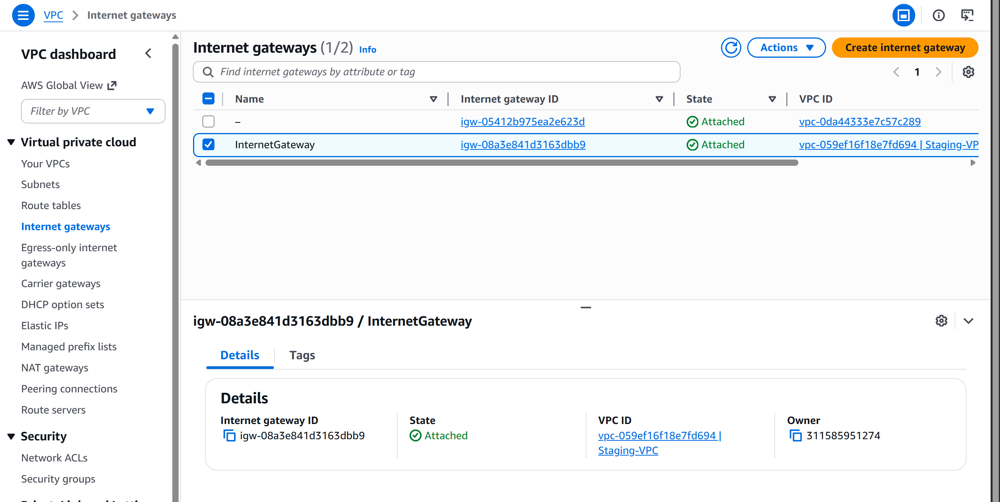 VPC
Internet gateways
VPC dashboard
AWS Global View
Filter by VPC
Virtual private cloud
Your VPCs
Subnets
Route tables
Internet gateways
Egress-only internet
gateways
Carrier gateways
DHCP option sets
Elastic IPs
Managed prefix lists
NAT gateways
Peering connections
Route servers
Security
Network ACLs
Security groups
Internet gateways (1/2) Info
Actions
Create internet gateway
Find internet gateways by attribute or tag
1
Name Internet gateway ID State VPC ID
– igw-05412b975ea2e623d Attached vpc-0da44333e7c57c289
InternetGateway igw-08a3e841d3163dbb9 Attached vpc-059ef16f18e7fd694 | Staging-VP
igw-08a3e841d3163dbb9 / InternetGateway
Details Tags
Details
Internet gateway ID
igw-08a3e841d3163dbb9
State
Attached
VPC ID
vpc-059ef16f18e7fd694 |
Staging-VPC
Owner
311585951274